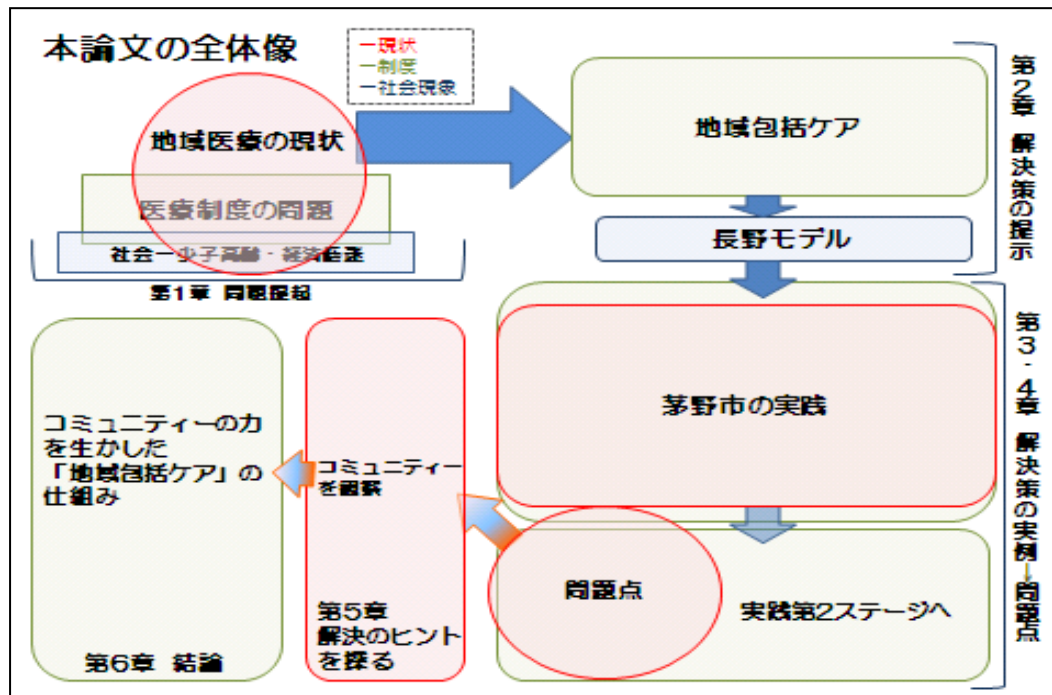 本論文の全体像
ー現状
ー制度
ー社会現象
地域医療の現状
医療制度の問題
社会ー少子高齢・経済低迷
第1章 問題提起
地域包括ケア
長野モデル
第2章 解決策の提示
茅野市の実践
問題点
実践第2ステージへ
第3・4章 解決策の実例→問題点
コミュニティー
を観察
第5章
解決のヒント
を探る
コミュニティーの力
を生かした
「地域包括ケア」の
仕組み
第6章 結論